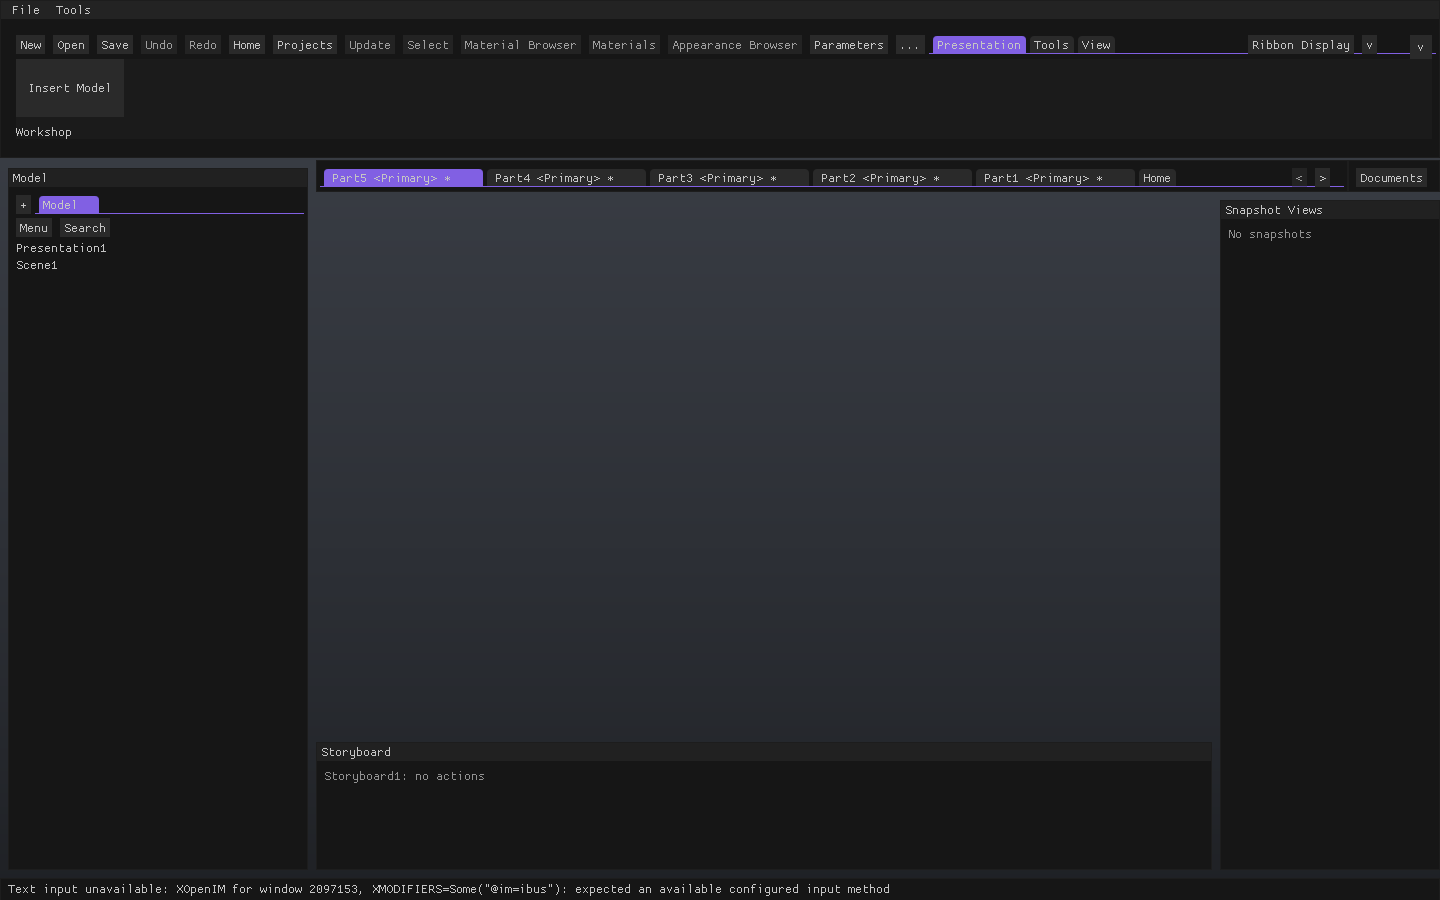 File Tools
New Open Save Undo Redo Home Projects Update Select Material Browser Materials Appearance Browser Parameters ... Presentation Tools View Ribbon Display v v
Insert Model
Workshop
Model
+ Model
Menu Search
Presentation1
Scene1
Part5 <Primary> * Part4 <Primary> * Part3 <Primary> * Part2 <Primary> * Part1 <Primary> * Home < > Documents
Snapshot Views
No snapshots
Storyboard
Storyboard1: no actions
Text input unavailable: XOpenIM for window 2097153, XMODIFIERS=Some("@im=ibus"): expected an available configured input method